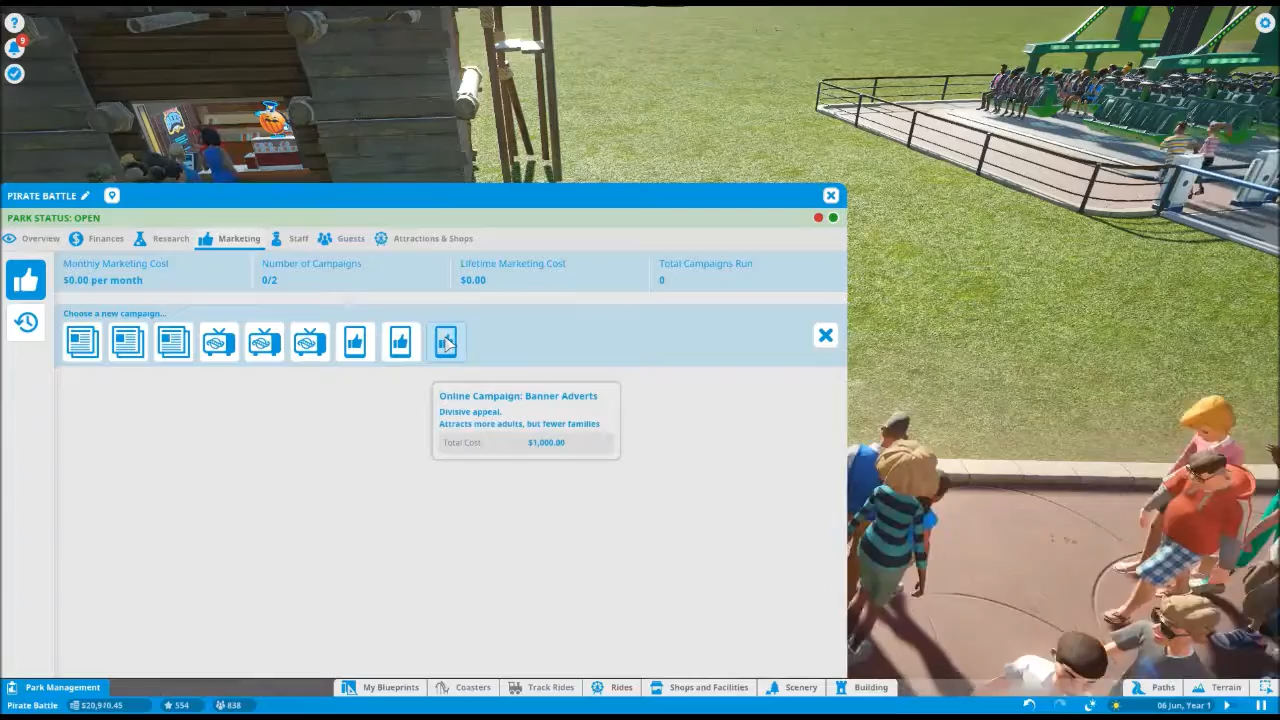 ?
9
PIRATE BATTLE
PARK STATUS: OPEN
Overview
Finances
Research
Marketing
Staff
Guests
Attractions & Shops
Monthly Marketing Cost
$0.00 per month
Number of Campaigns
0/2
Lifetime Marketing Cost
$0.00
Total Campaigns Run
0
Choose a new campaign...
Online Campaign: Banner Adverts
Divisive appeal.
Attracts more adults, but fewer families
Total Cost $1,000.00
Park Management
My Blueprints
Coasters
Track Rides
Rides
Shops and Facilities
Scenery
Building
Paths
Terrain
Pirate Battle
$20,970.45
554
838
06 Jun, Year 1